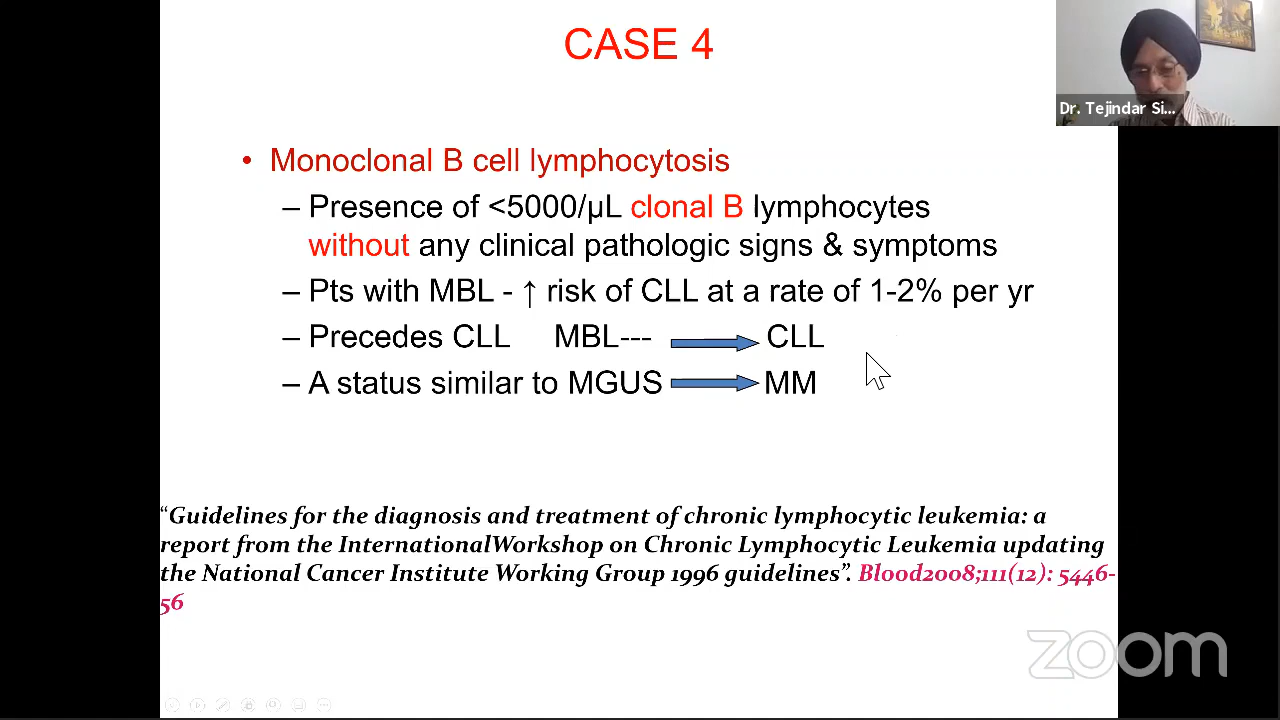 CASE 4
Dr. Tejindar Si...
• Monoclonal B cell lymphocytosis
– Presence of <5000/µL clonal B lymphocytes
without any clinical pathologic signs & symptoms
– Pts with MBL - ↑ risk of CLL at a rate of 1-2% per yr
– Precedes CLL MBL--- CLL
– A status similar to MGUS MM
“Guidelines for the diagnosis and treatment of chronic lymphocytic leukemia: a
report from the InternationalWorkshop on Chronic Lymphocytic Leukemia updating
the National Cancer Institute Working Group 1996 guidelines”. Blood2008;111(12): 5446-
56
zoom